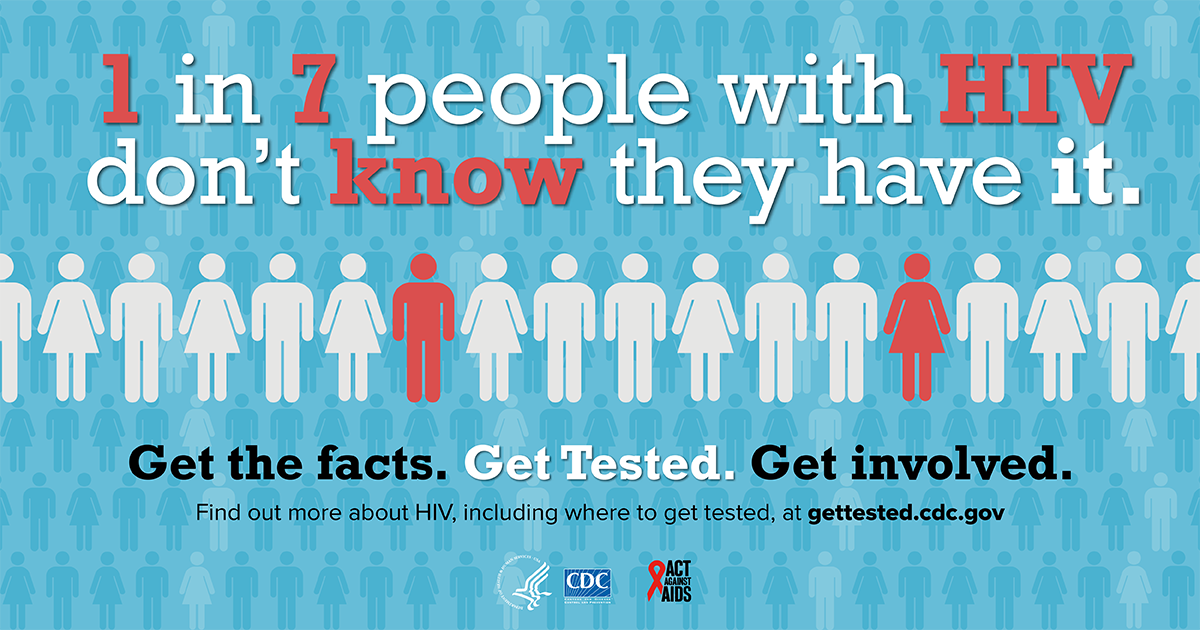 1 in 7 people with HIV
don't know they have it.
Get the facts. Get Tested. Get involved.
Find out more about HIV, including where to get tested, at gettested.cdc.gov
CDC
ACT
AGAINST
AIDS